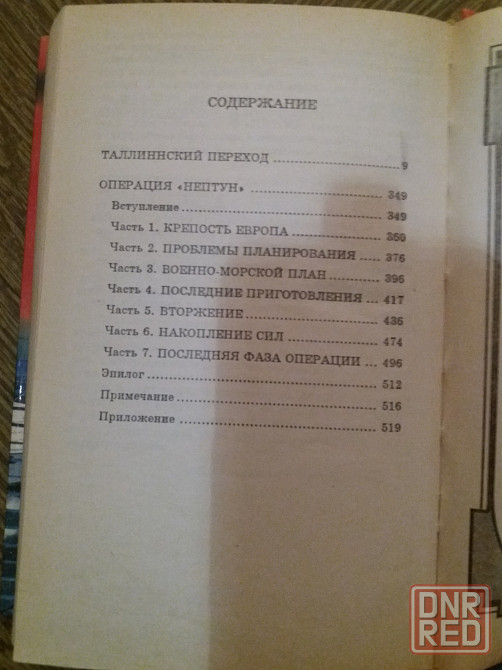 СОДЕРЖАНИЕ
ТАЛЛИННСКИЙ ПЕРЕХОД ........ 9
ОПЕРАЦИЯ «НЕПТУН» ........ 349
Вступление ........ 349
Часть 1. КРЕПОСТЬ ЕВРОПА ........ 360
Часть 2. ПРОБЛЕМЫ ПЛАНИРОВАНИЯ ... 376
Часть 3. ВОЕННО-МОРСКОЙ ПЛАН ........ 396
Часть 4. ПОСЛЕДНИЕ ПРИГОТОВЛЕНИЯ ... 417
Часть 5. ВТОРЖЕНИЕ ........ 436
Часть 6. НАКОПЛЕНИЕ СИЛ ........ 474
Часть 7. ПОСЛЕДНЯЯ ФАЗА ОПЕРАЦИИ ... 496
Эпилог ........ 512
Примечание ........ 516
Приложение ........ 519
DNR
RED